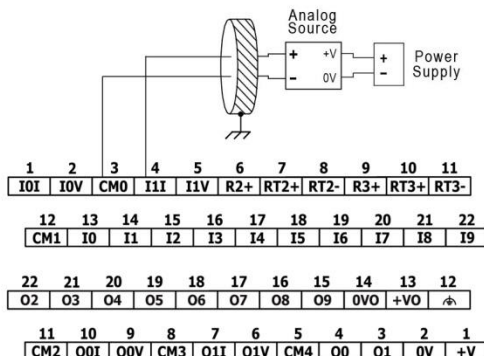 Analog
Source
+ +V + Power
- 0V - Supply
1 2 3 4 5 6 7 8 9 10 11
I0I I0V CM0 I1I I1V R2+ RT2+ RT2- R3+ RT3+ RT3-
12 13 14 15 16 17 18 19 20 21 22
CM1 I0 I1 I2 I3 I4 I5 I6 I7 I8 I9
22 21 20 19 18 17 16 15 14 13 12
O2 O3 O4 O5 O6 O7 O8 O9 0VO +VO
11 10 9 8 7 6 5 4 3 2 1
CM2 O0I O0V CM3 O1I O1V CM4 O0 O1 0V +V